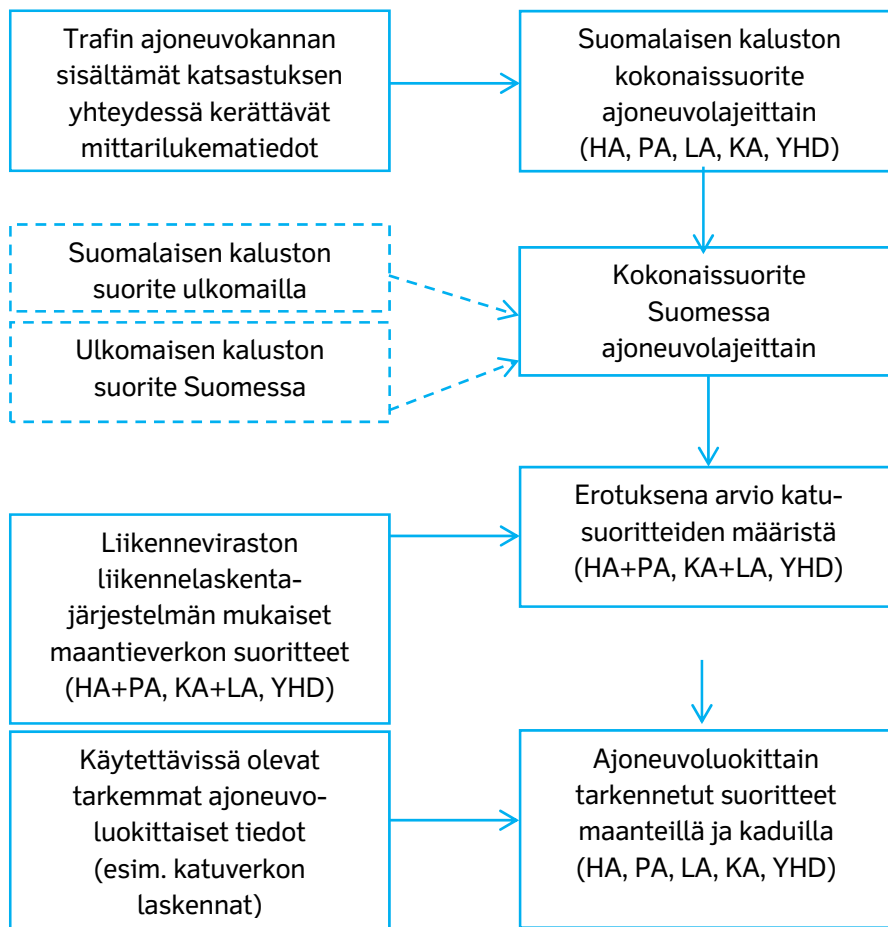 Trafin ajoneuvokannan
sisältämät katsastuksen
yhteydessä kerättävät
mittarilukematiedot
Suomalaisen kaluston
kokonaissuorite
ajoneuvolajeittain
(HA, PA, LA, KA, YHD)
Suomalaisen kaluston
suorite ulkomailla
Ulkomaisen kaluston
suorite Suomessa
Kokonaissuorite
Suomessa
ajoneuvolajeittain
Liikenneviraston
liikennelaskenta-
järjestelmän mukaiset
maantieverkon suoritteet
(HA+PA, KA+LA, YHD)
Erotuksena arvio katu-
suoritteiden määristä
(HA+PA, KA+LA, YHD)
Käytettävissä olevat
tarkemmat ajoneuvo-
luokittaiset tiedot
(esim. katuverkon
laskennat)
Ajoneuvoluokittain
tarkennetut suoritteet
maanteillä ja kaduilla
(HA, PA, LA, KA, YHD)